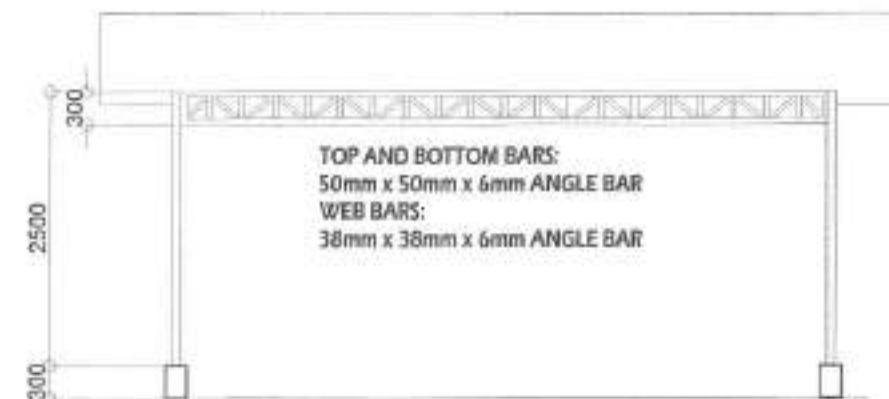 300
TOP AND BOTTOM BARS:
50mm x 50mm x 6mm ANGLE BAR
WEB BARS:
38mm x 38mm x 6mm ANGLE BAR
2500
300